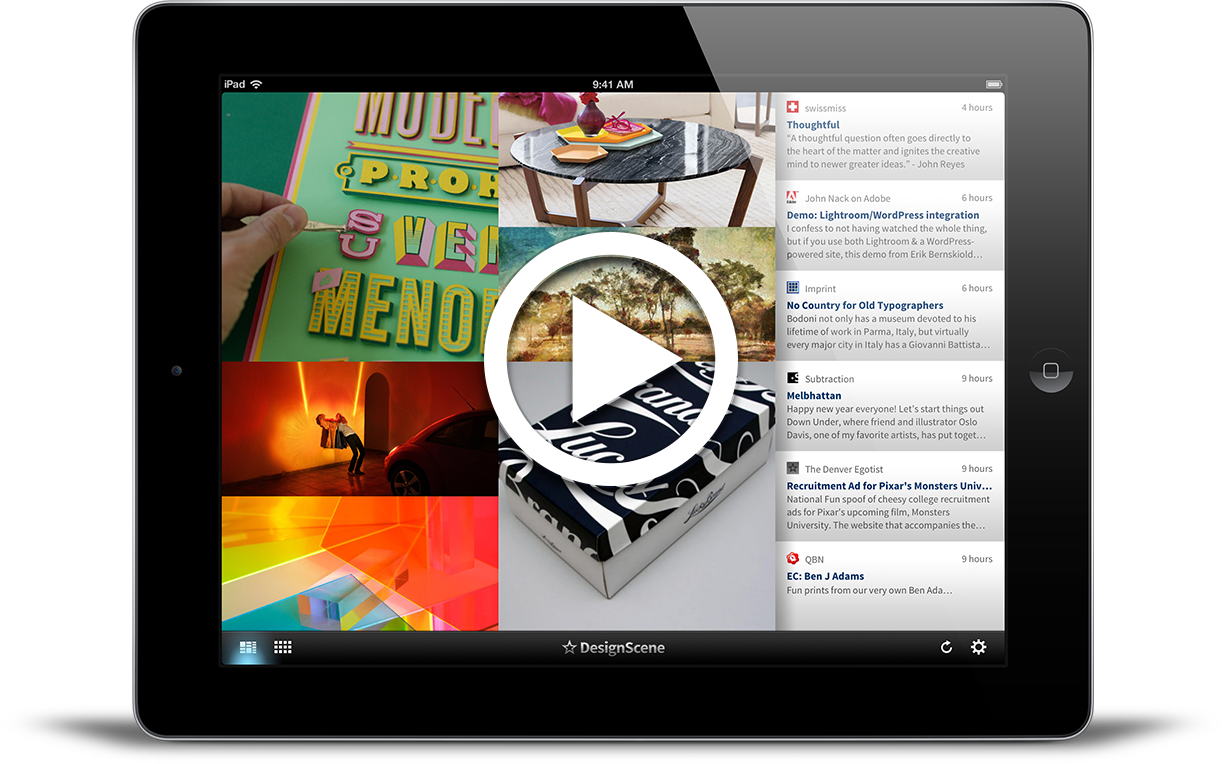 iPad
9:41 AM
MODE
PROH
SU VEN
MENO
swissmiss 4 hours
Thoughtful
"A thoughtful question often goes directly to
the heart of the matter and ignites the creative
mind to newer greater ideas." - John Reyes
John Nack on Adobe 6 hours
Demo: Lightroom/WordPress integration
I confess to not having watched the whole thing,
but if you use both Lightroom & a WordPress-
powered site, this demo from Erik Bernskiold...
Imprint 6 hours
No Country for Old Typographers
Bodoni not only has a museum devoted to his
lifetime of work in Parma, Italy, but virtually
every major city in Italy has a Giovanni Battista...
Subtraction 9 hours
Melbhattan
Happy new year everyone! Let's start things out
Down Under, where friend and illustrator Oslo
Davis, one of my favorite artists, has put toget...
The Denver Egotist 9 hours
Recruitment Ad for Pixar's Monsters Univ...
National Fun spoof of cheesy college recruitment
ads for Pixar's upcoming film, Monsters
University. The website that accompanies the...
QBN 9 hours
EC: Ben J Adams
Fun prints from our very own Ben Ada...
DesignScene